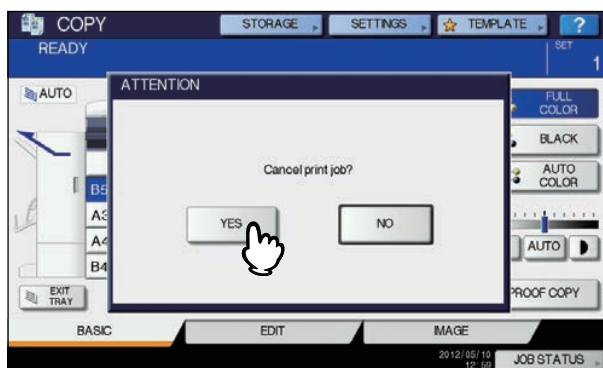 COPY
STORAGE
SETTINGS
TEMPLATE
?
READY
SET
1
AUTO
ATTENTION
FULL
COLOR
BLACK
Cancel print job?
AUTO
COLOR
B5
A3
YES
NO
A4
AUTO
B4
EXIT
TRAY
PROOF COPY
BASIC
EDIT
IMAGE
2012/05/10
12:59
JOB STATUS